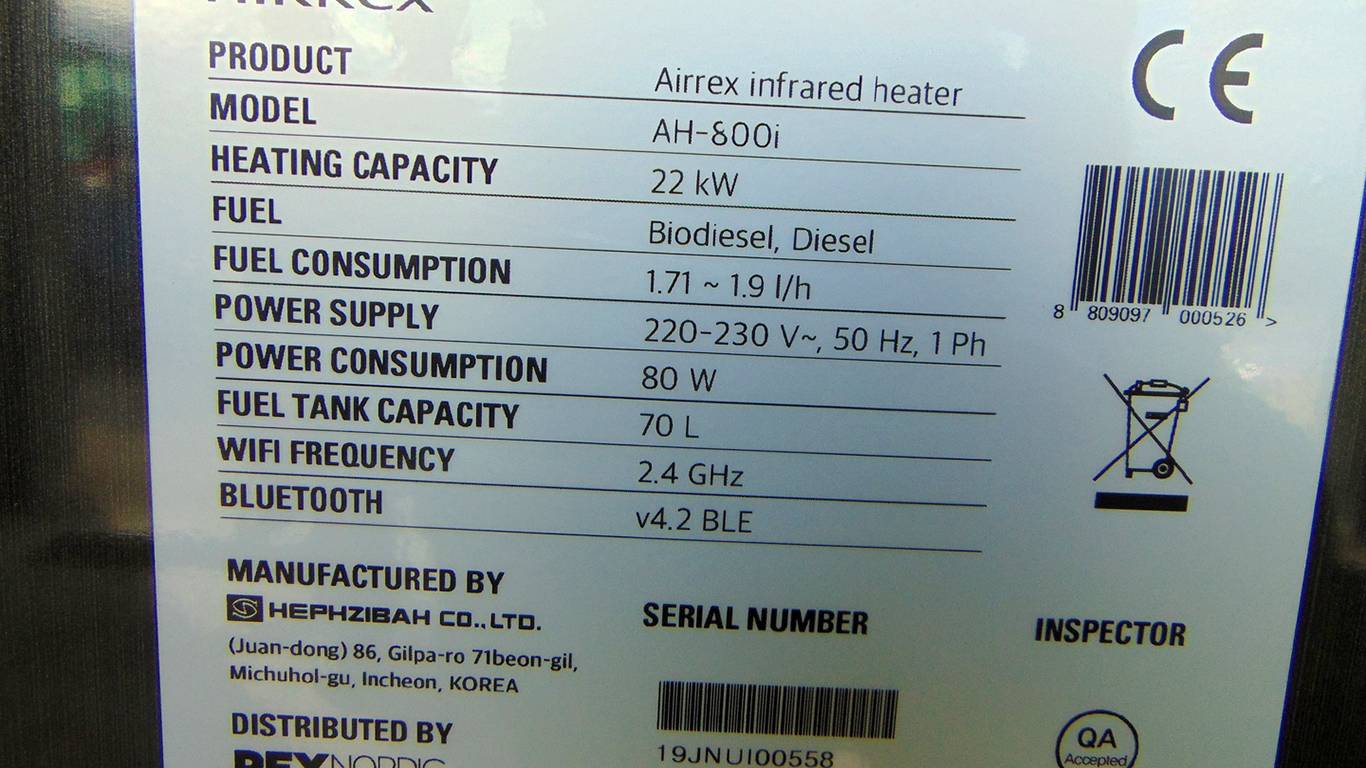 AIRREX
PRODUCT Airrex infrared heater
MODEL AH-800i
HEATING CAPACITY 22 kW
FUEL Biodiesel, Diesel
FUEL CONSUMPTION 1.71 ~ 1.9 l/h
POWER SUPPLY 220-230 V~, 50 Hz, 1 Ph
POWER CONSUMPTION 80 W
FUEL TANK CAPACITY 70 L
WIFI FREQUENCY 2.4 GHz
BLUETOOTH v4.2 BLE
CE
8 809097 000526 >
MANUFACTURED BY
HEPHZIBAH CO.,LTD.
(Juan-dong) 86, Gilpa-ro 71beon-gil,
Michuhol-gu, Incheon, KOREA
DISTRIBUTED BY
REXNORDIC
SERIAL NUMBER
19JNUI00558
INSPECTOR
QA
Accepted